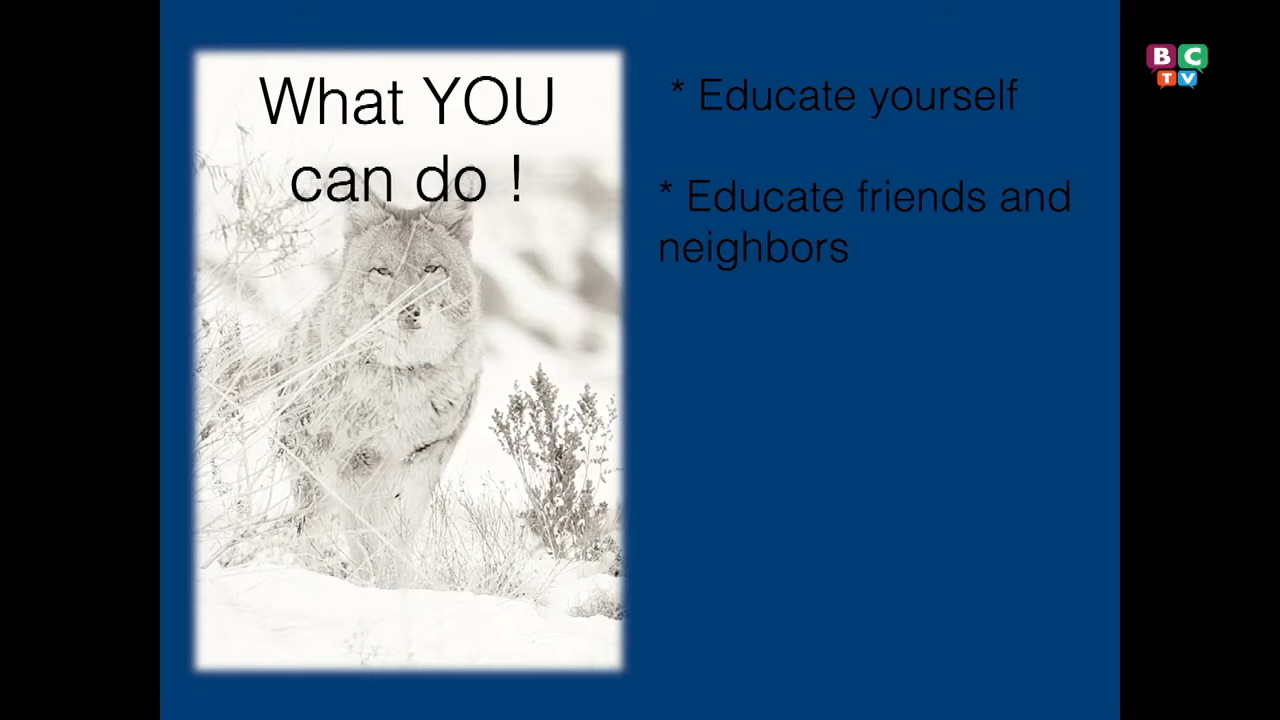 What YOU
can do !
* Educate yourself
* Educate friends and
neighbors
BC
TV